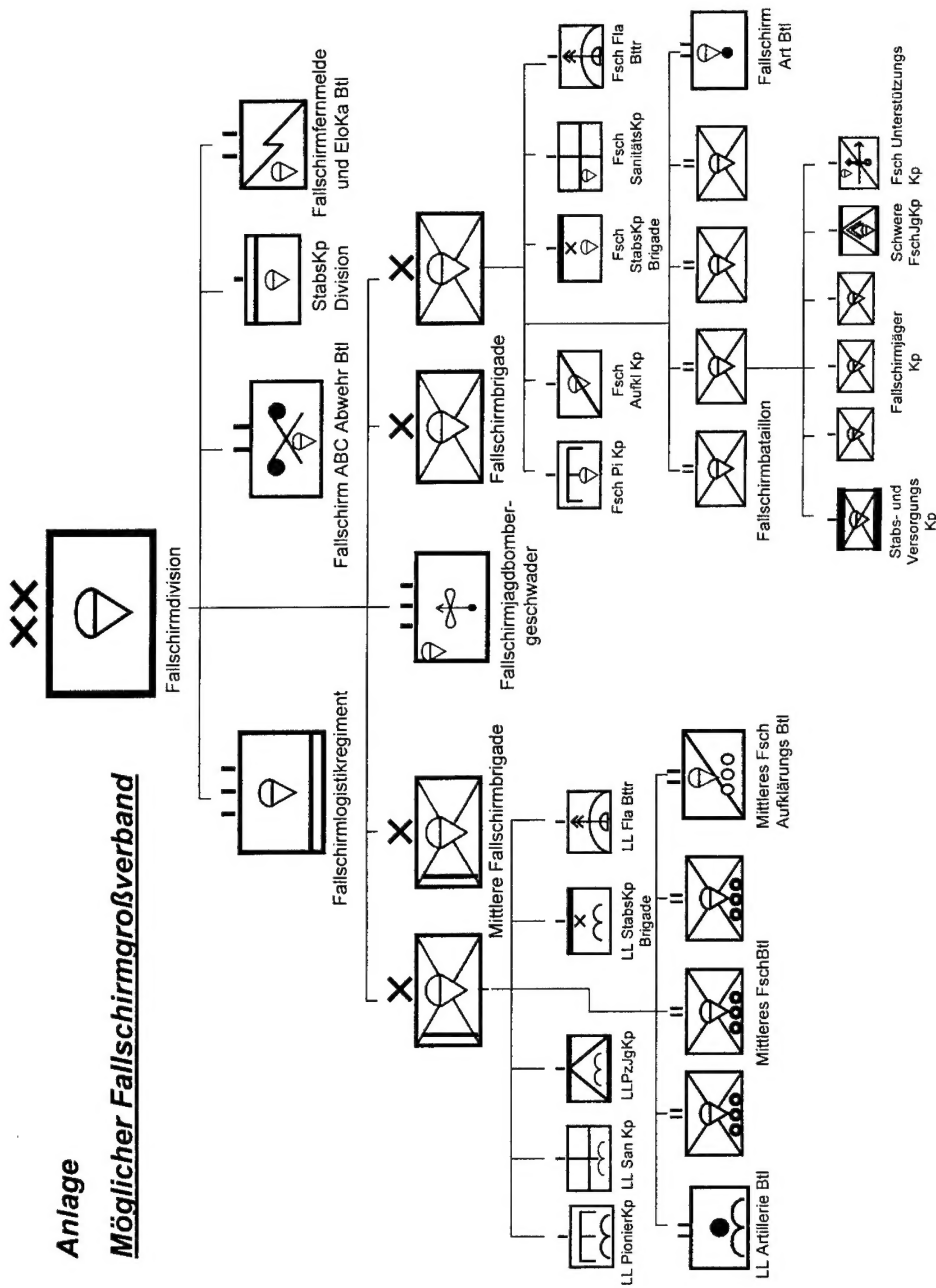 Anlage
Möglicher Fallschirmgroßverband
Fallschirmdivision
Fallschirmlogistikregiment
Fallschirm ABC Abwehr Btl
StabsKp
Division
Fallschirmfernmelde
und EloKa Btl
Mittlere Fallschirmbrigade
Fallschirmjagdbomber-
geschwader
Fallschirmbrigade
LL PionierKp
LL San Kp
LLPzJgKp
LL StabsKp
Brigade
LL Fla Bttr
Fsch Pi Kp
Fsch
Aufkl Kp
Fsch
StabsKp
Brigade
Fsch
SanitätsKp
Fsch Fla
Bttr
LL Artillerie Btl
Mittleres FschBtl
Mittleres Fsch
Aufklärungs Btl
Fallschirmbataillon
Fallschirm
Art Btl
Stabs- und
Versorgungs
Kp
Fallschirmjäger
Kp
Schwere
FschJgKp
Fsch Unterstützungs
Kp